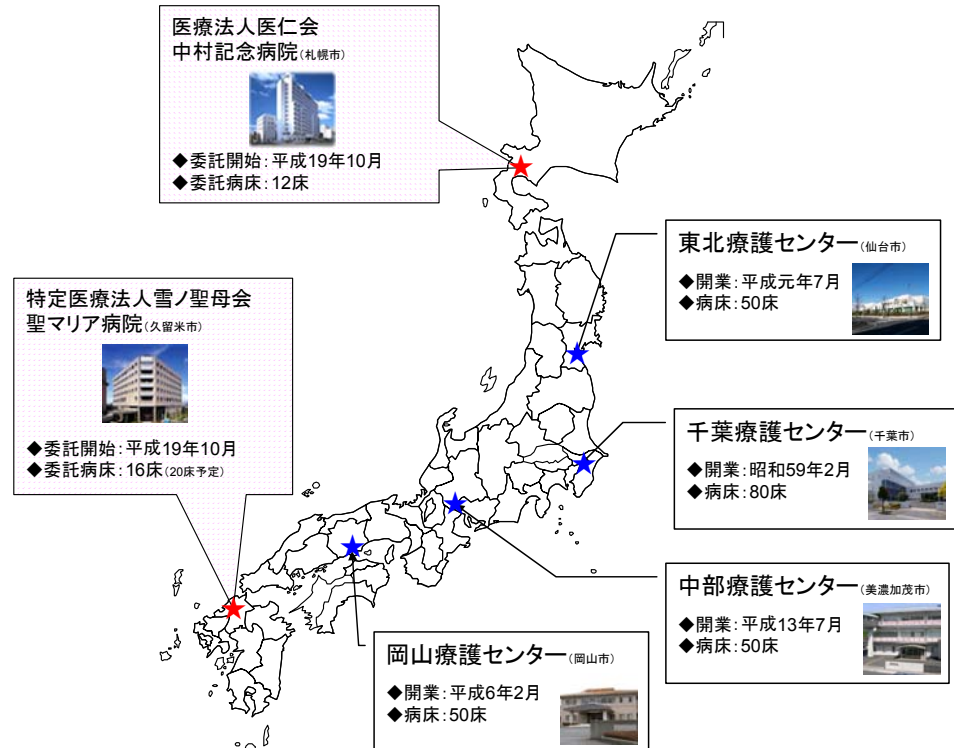 医療法人医仁会
中村記念病院(札幌市)
◆委託開始：平成19年10月
◆委託病床：12床
東北療護センター(仙台市)
◆開業：平成元年7月
◆病床：50床
特定医療法人雪ノ聖母会
聖マリア病院(久留米市)
◆委託開始：平成19年10月
◆委託病床：16床(20床予定)
千葉療護センター(千葉市)
◆開業：昭和59年2月
◆病床：80床
中部療護センター(美濃加茂市)
◆開業：平成13年7月
◆病床：50床
岡山療護センター(岡山市)
◆開業：平成6年2月
◆病床：50床